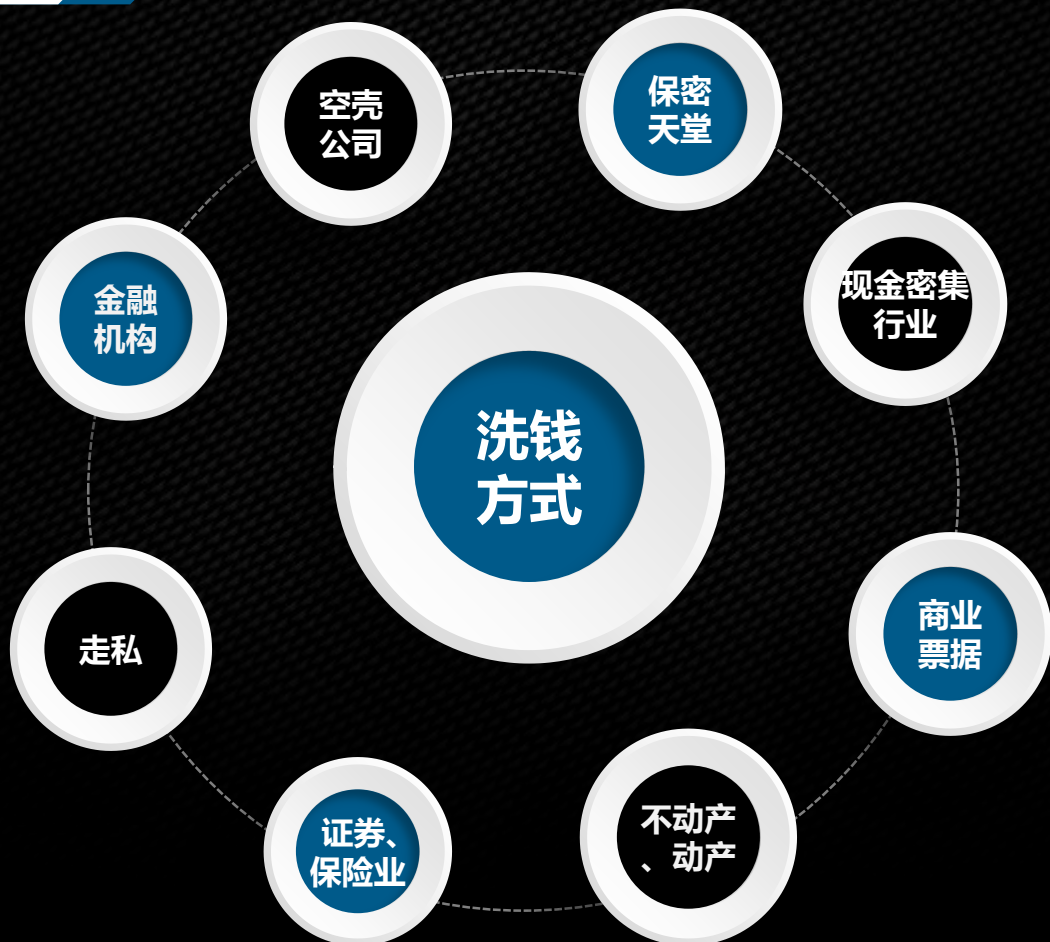 空壳
公司
保密
天堂
现金密集
行业
金融
机构
洗钱
方式
商业
票据
走私
不动产
、动产
证券、
保险业